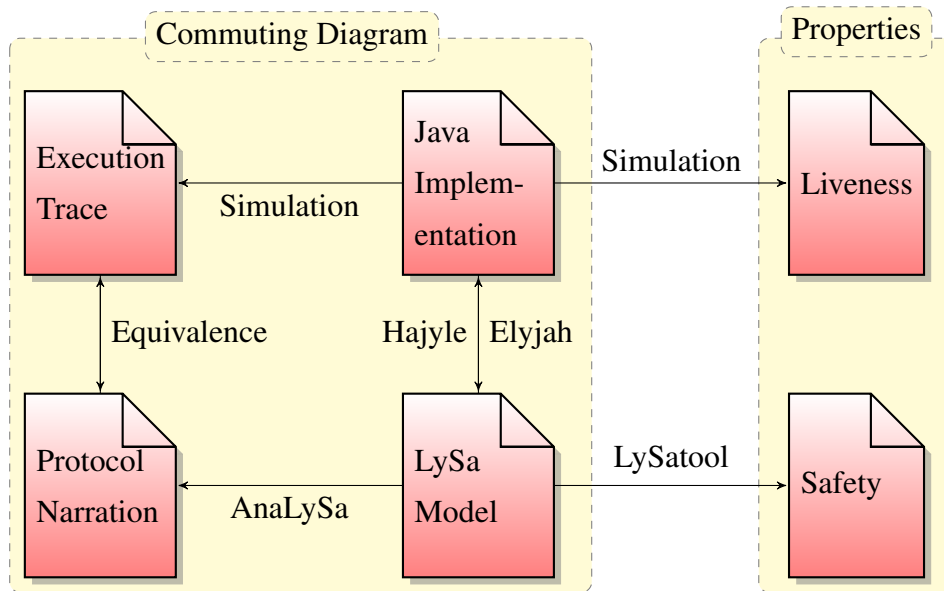 Commuting Diagram
Properties
Execution
Trace
Simulation
Java
Implem-
entation
Simulation
Liveness
Equivalence
Hajyle
Elyjah
Protocol
Narration
AnaLySa
LySa
Model
LySatool
Safety